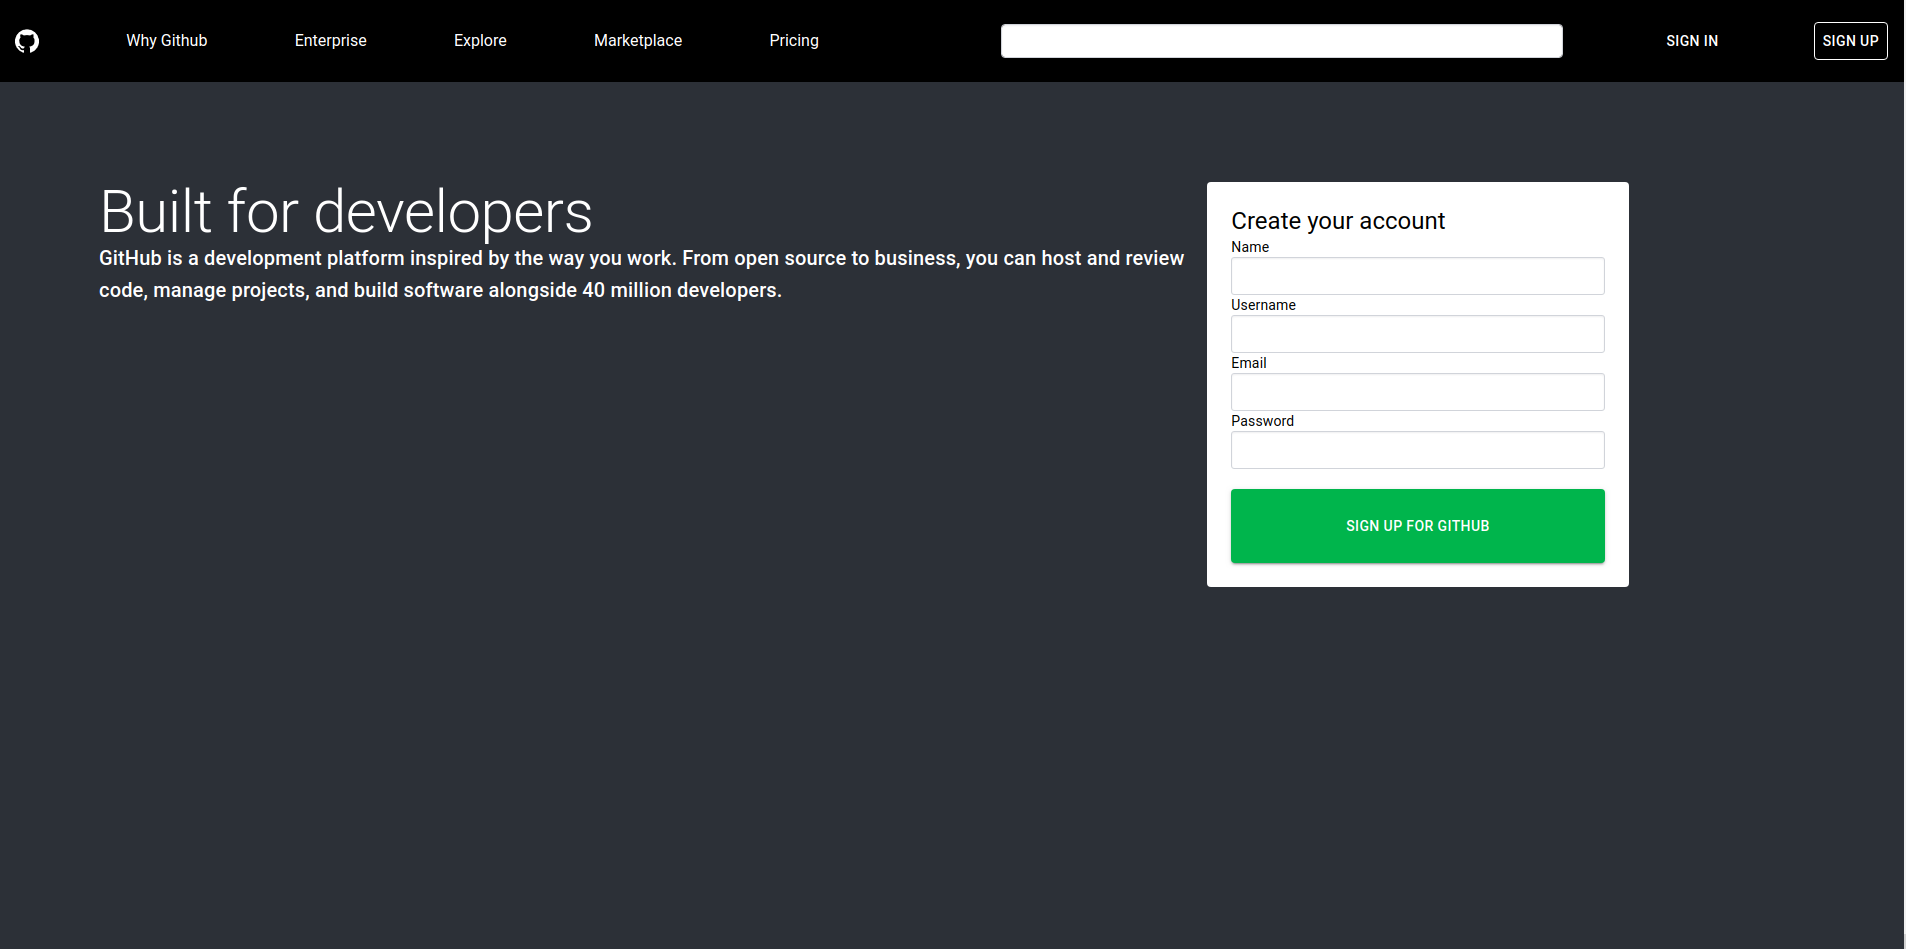 Why Github
Enterprise
Explore
Marketplace
Pricing
SIGN IN
SIGN UP
Built for developers
GitHub is a development platform inspired by the way you work. From open source to business, you can host and review
code, manage projects, and build software alongside 40 million developers.
Create your account
Name
Username
Email
Password
SIGN UP FOR GITHUB